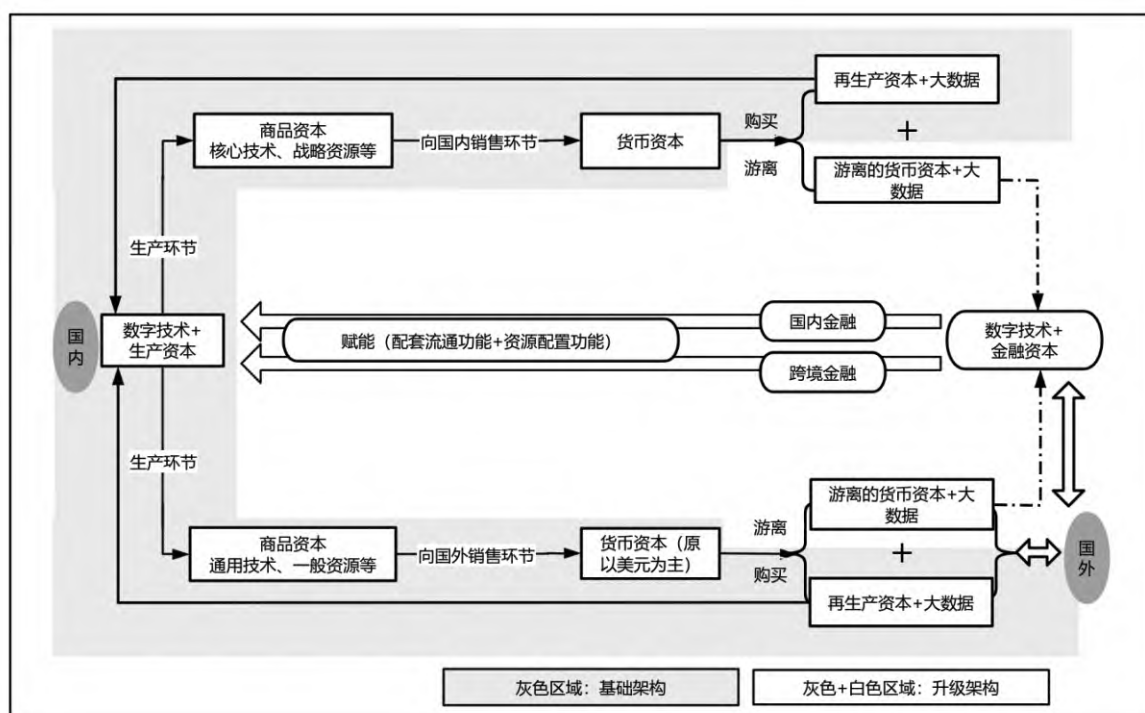 再生产资本+大数据
商品资本
核心技术、战略资源等
向国内销售环节
货币资本
购买
游离
+
游离的货币资本+大
数据
生产环节
国内
数字技术+
生产资本
赋能（配套流通功能+资源配置功能）
国内金融
跨境金融
数字技术+
金融资本
生产环节
商品资本
通用技术、一般资源等
向国外销售环节
货币资本（原
以美元为主）
游离
购买
游离的货币资本+大
数据
+
再生产资本+大数据
国外
灰色区域：基础架构
灰色+白色区域：升级架构